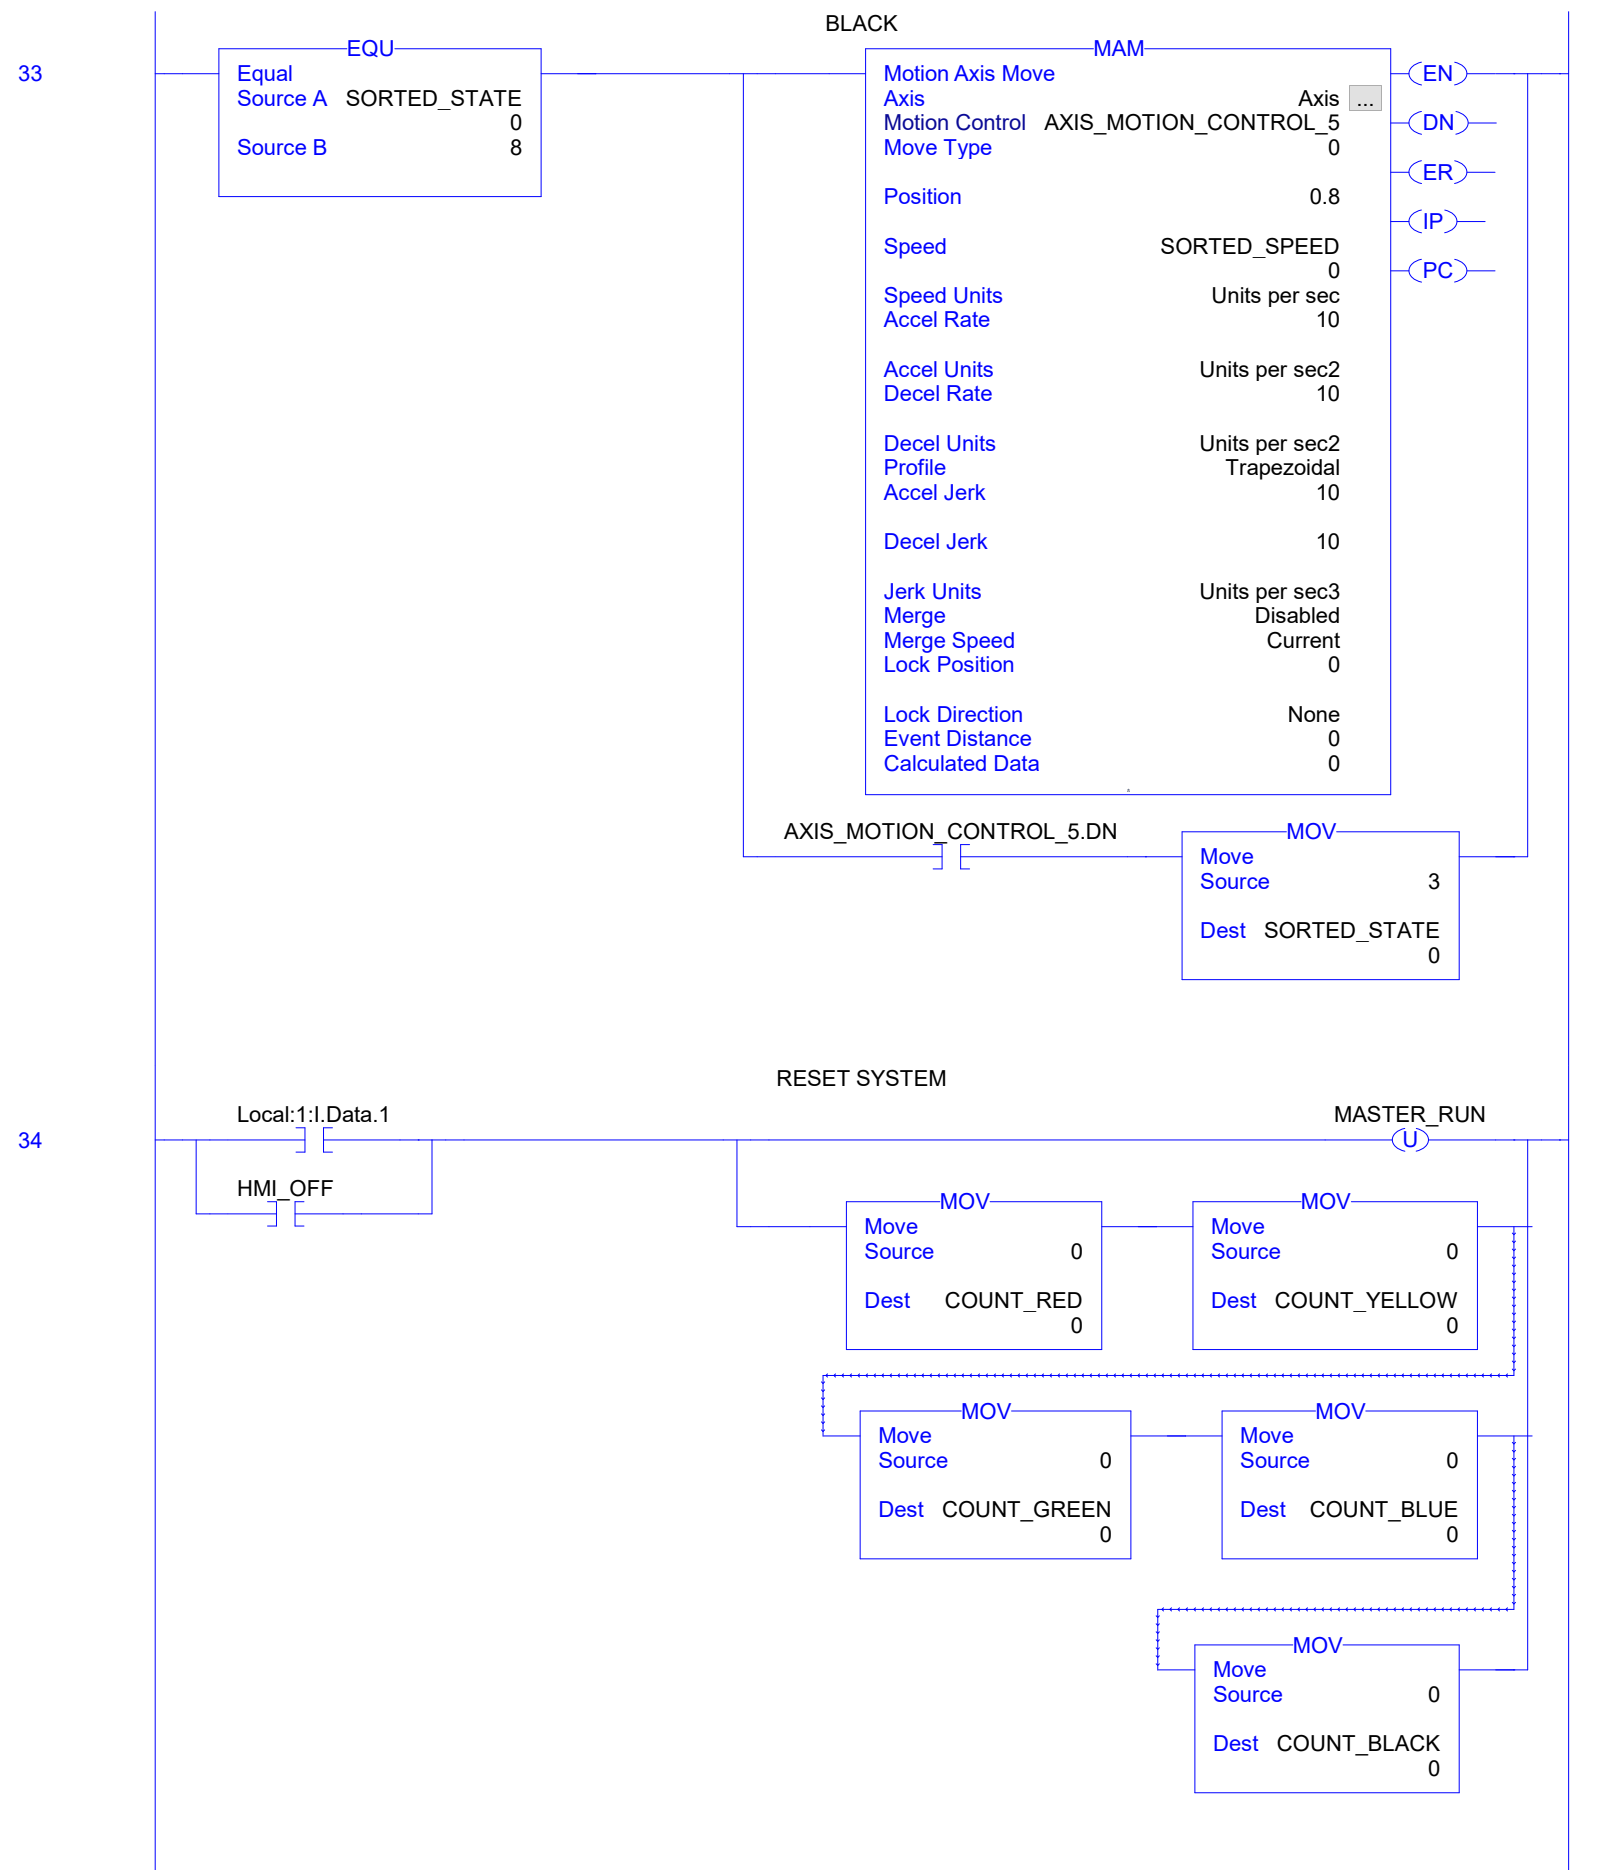 BLACK
33
EQU
Equal
Source A SORTED_STATE
0
Source B 8
MAM
Motion Axis Move
Axis Axis ...
Motion Control AXIS_MOTION_CONTROL_5
Move Type 0
Position 0.8
Speed SORTED_SPEED
0
Speed Units Units per sec
Accel Rate 10
Accel Units Units per sec2
Decel Rate 10
Decel Units Units per sec2
Profile Trapezoidal
Accel Jerk 10
Decel Jerk 10
Jerk Units Units per sec3
Merge Disabled
Merge Speed Current
Lock Position 0
Lock Direction None
Event Distance 0
Calculated Data 0
EN
DN
ER
IP
PC
AXIS_MOTION_CONTROL_5.DN
MOV
Move
Source 3
Dest SORTED_STATE
0
RESET SYSTEM
34
Local:1:I.Data.1
HMI_OFF
MASTER_RUN
U
MOV
Move
Source 0
Dest COUNT_RED
0
MOV
Move
Source 0
Dest COUNT_YELLOW
0
MOV
Move
Source 0
Dest COUNT_GREEN
0
MOV
Move
Source 0
Dest COUNT_BLUE
0
MOV
Move
Source 0
Dest COUNT_BLACK
0